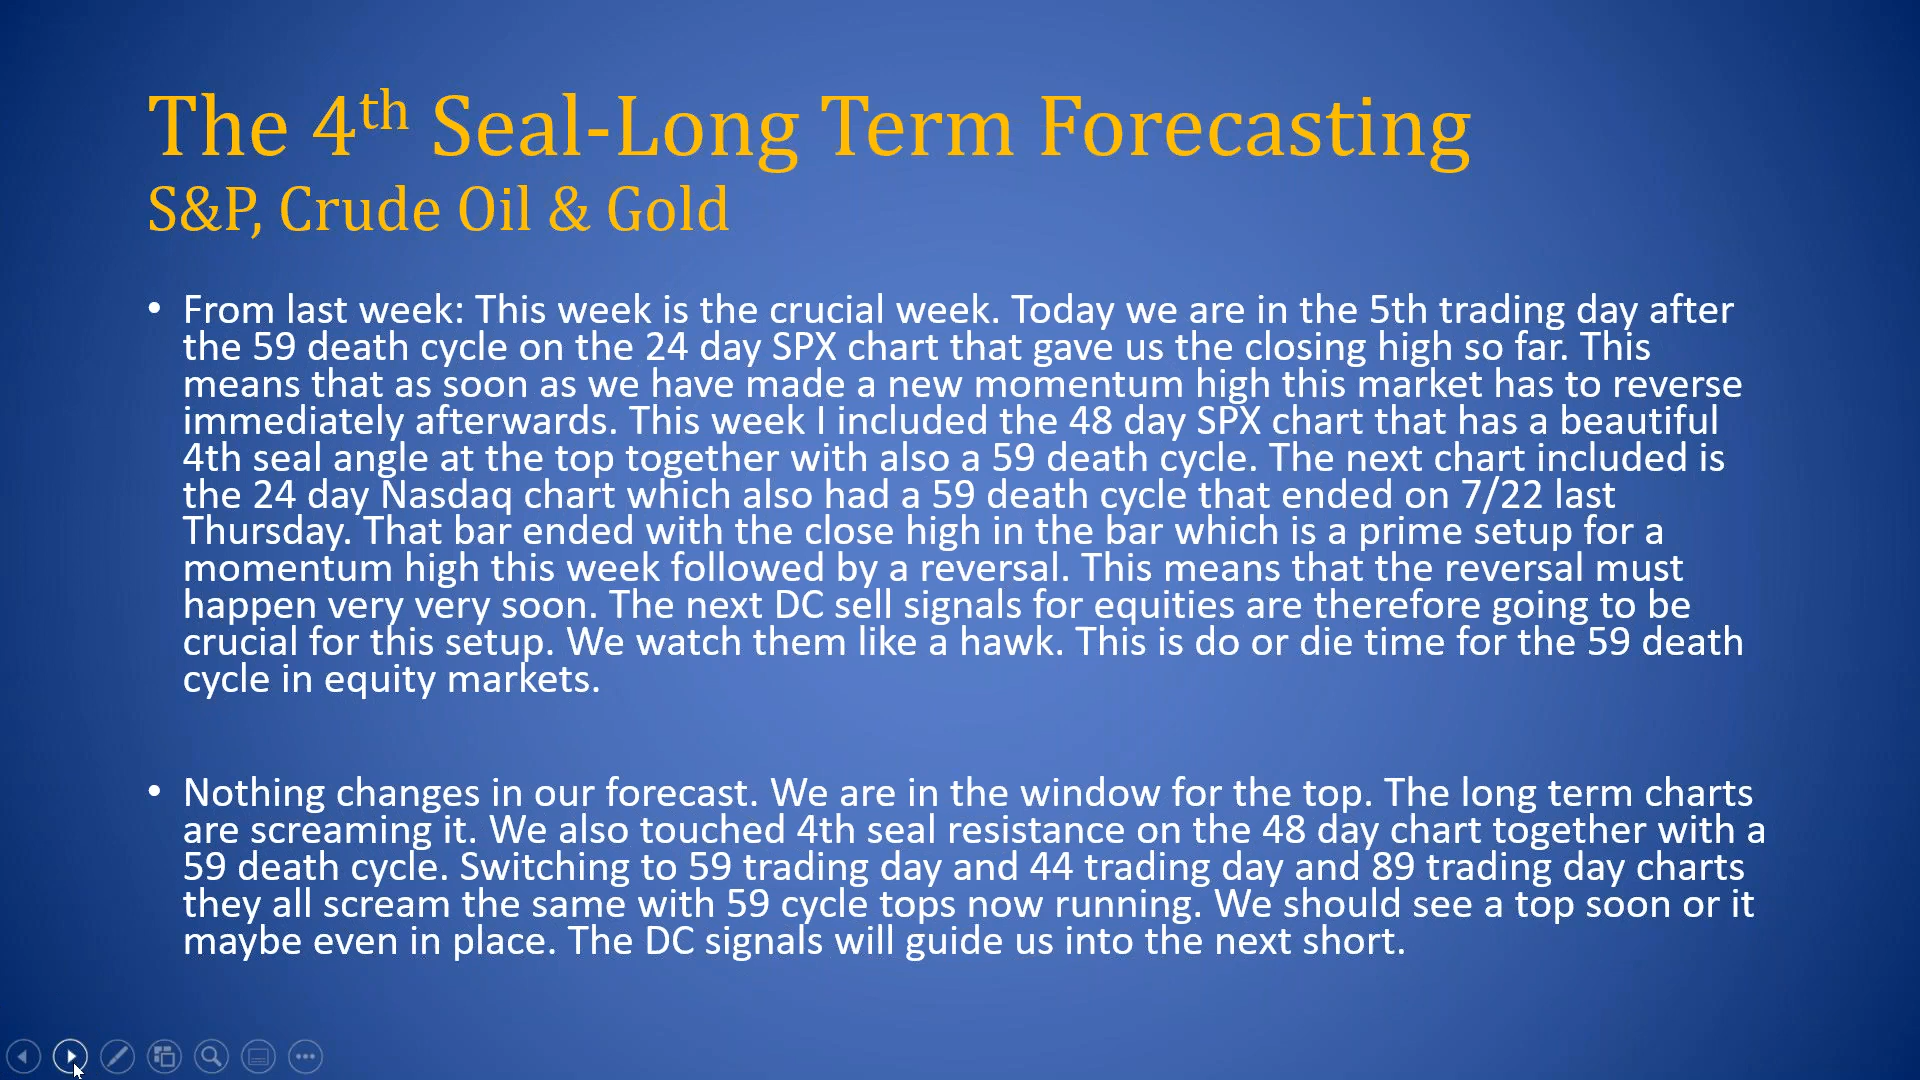 The 4th Seal-Long Term Forecasting
S&P, Crude Oil & Gold
• From last week: This week is the crucial week. Today we are in the 5th trading day after
the 59 death cycle on the 24 day SPX chart that gave us the closing high so far. This
means that as soon as we have made a new momentum high this market has to reverse
immediately afterwards. This week I included the 48 day SPX chart that has a beautiful
4th seal angle at the top together with also a 59 death cycle. The next chart included is
the 24 day Nasdaq chart which also had a 59 death cycle that ended on 7/22 last
Thursday. That bar ended with the close high in the bar which is a prime setup for a
momentum high this week followed by a reversal. This means that the reversal must
happen very very soon. The next DC sell signals for equities are therefore going to be
crucial for this setup. We watch them like a hawk. This is do or die time for the 59 death
cycle in equity markets.
• Nothing changes in our forecast. We are in the window for the top. The long term charts
are screaming it. We also touched 4th seal resistance on the 48 day chart together with a
59 death cycle. Switching to 59 trading day and 44 trading day and 89 trading day charts
they all scream the same with 59 cycle tops now running. We should see a top soon or it
maybe even in place. The DC signals will guide us into the next short.